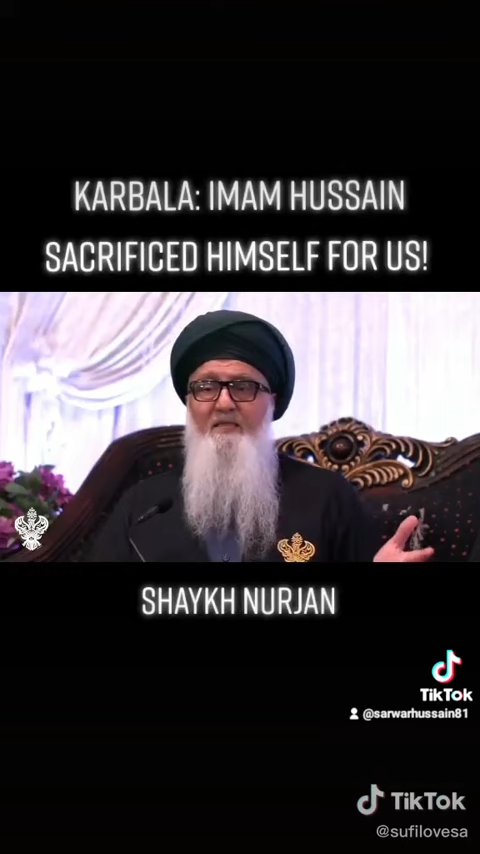 KARBALA: IMAM HUSSAIN
SACRIFICED HIMSELF FOR US!
SHAYKH NURJAN
TikTok
@sarwarhussain81
TikTok
@sufilovesa